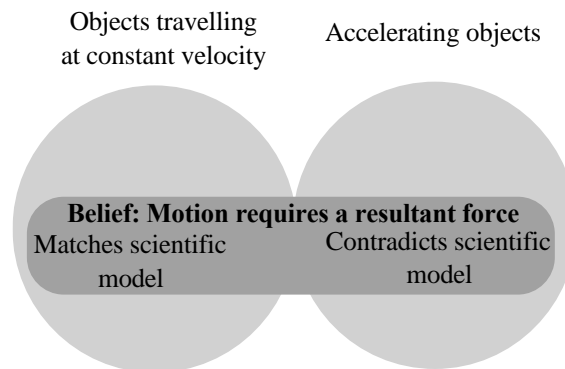 Objects travelling
at constant velocity
Accelerating objects
Belief: Motion requires a resultant force
Matches scientific
model
Contradicts scientific
model